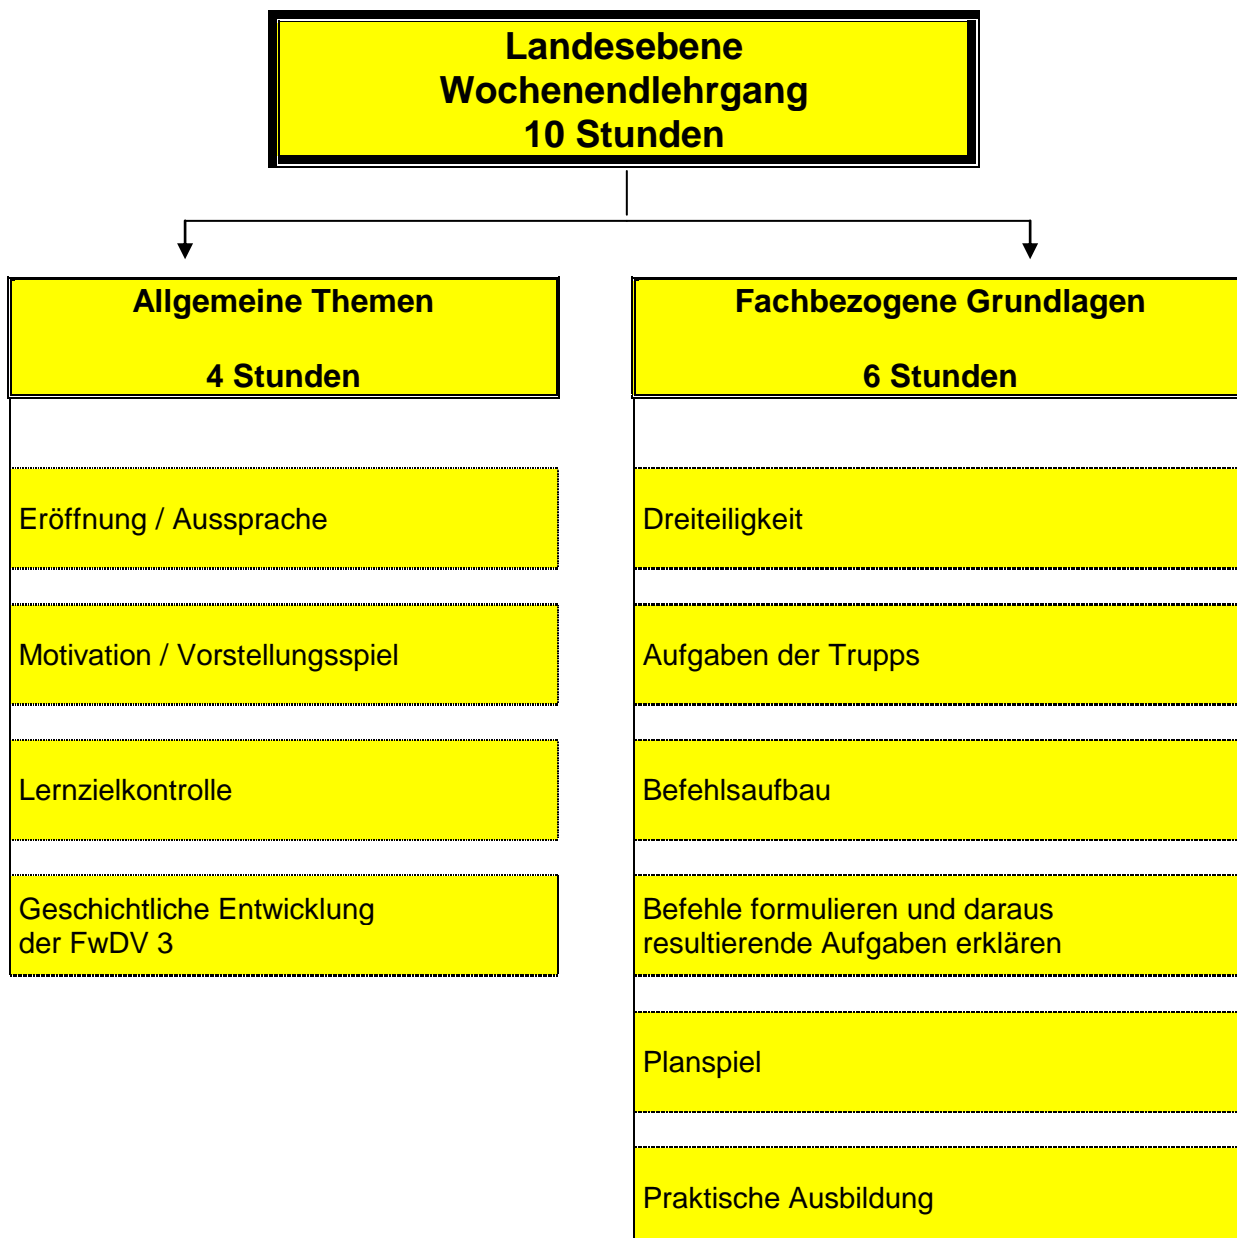 Landesebene
Wochenendlehrgang
10 Stunden
Allgemeine Themen
4 Stunden
Eröffnung / Aussprache
Motivation / Vorstellungsspiel
Lernzielkontrolle
Geschichtliche Entwicklung
der FwDV 3
Fachbezogene Grundlagen
6 Stunden
Dreiteiligkeit
Aufgaben der Trupps
Befehlsaufbau
Befehle formulieren und daraus
resultierende Aufgaben erklären
Planspiel
Praktische Ausbildung